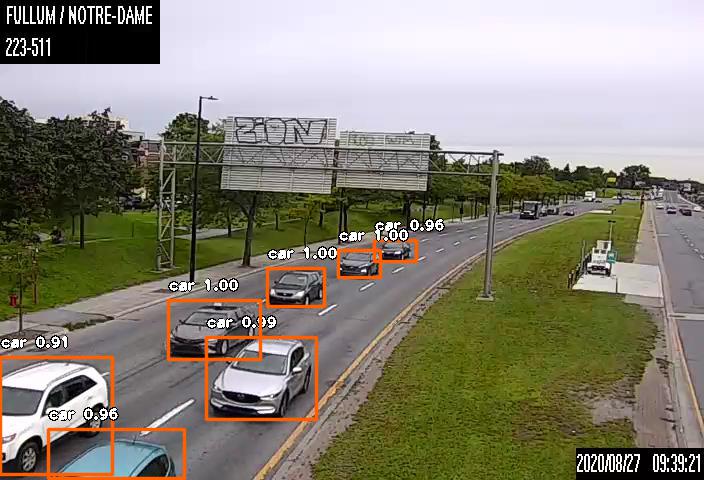 FULLUM / NOTRE-DAME
223-511
ZION
car 0.96
car 1.00
car 1.00
car 1.00
car 0.99
car 0.91
car 0.96
2020/08/27 09:39:21